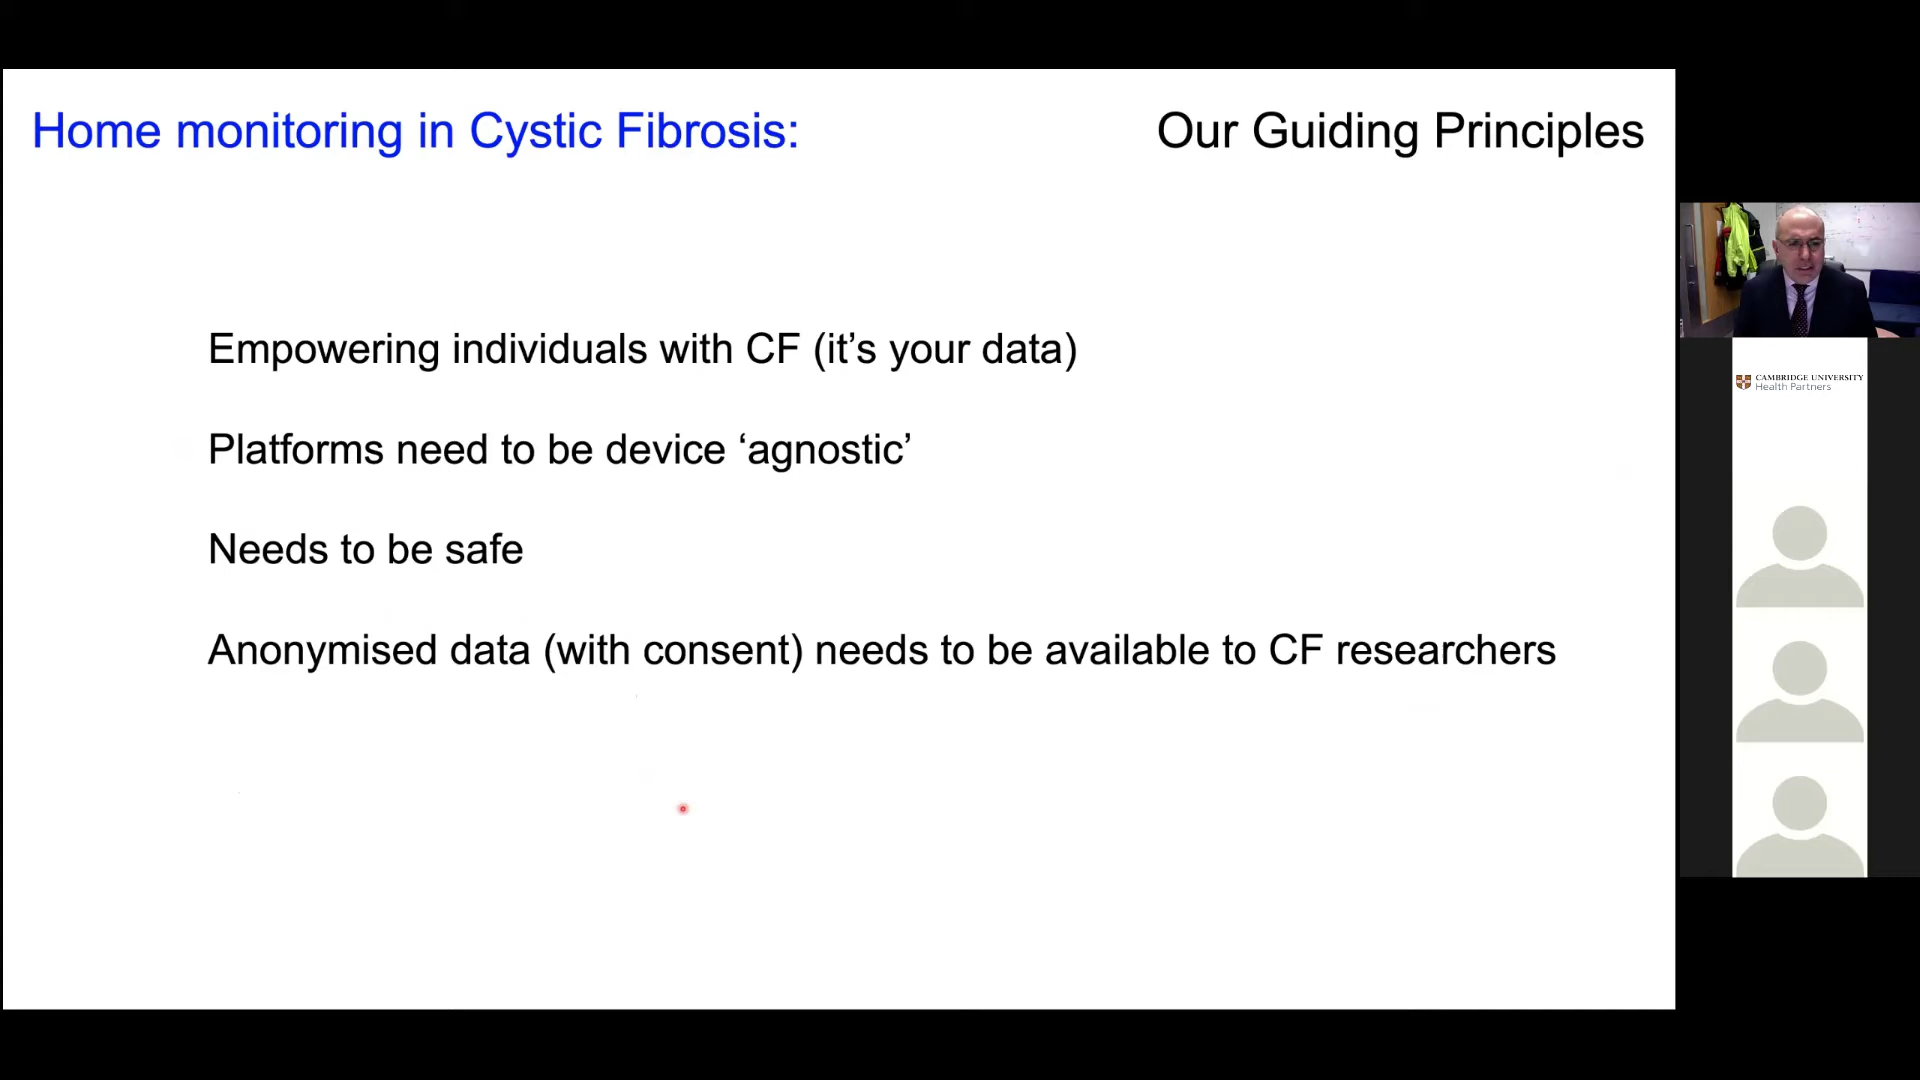 Home monitoring in Cystic Fibrosis:
Our Guiding Principles
Empowering individuals with CF (it’s your data)
Platforms need to be device ‘agnostic’
Needs to be safe
Anonymised data (with consent) needs to be available to CF researchers
CAMBRIDGE UNIVERSITY
Health Partners